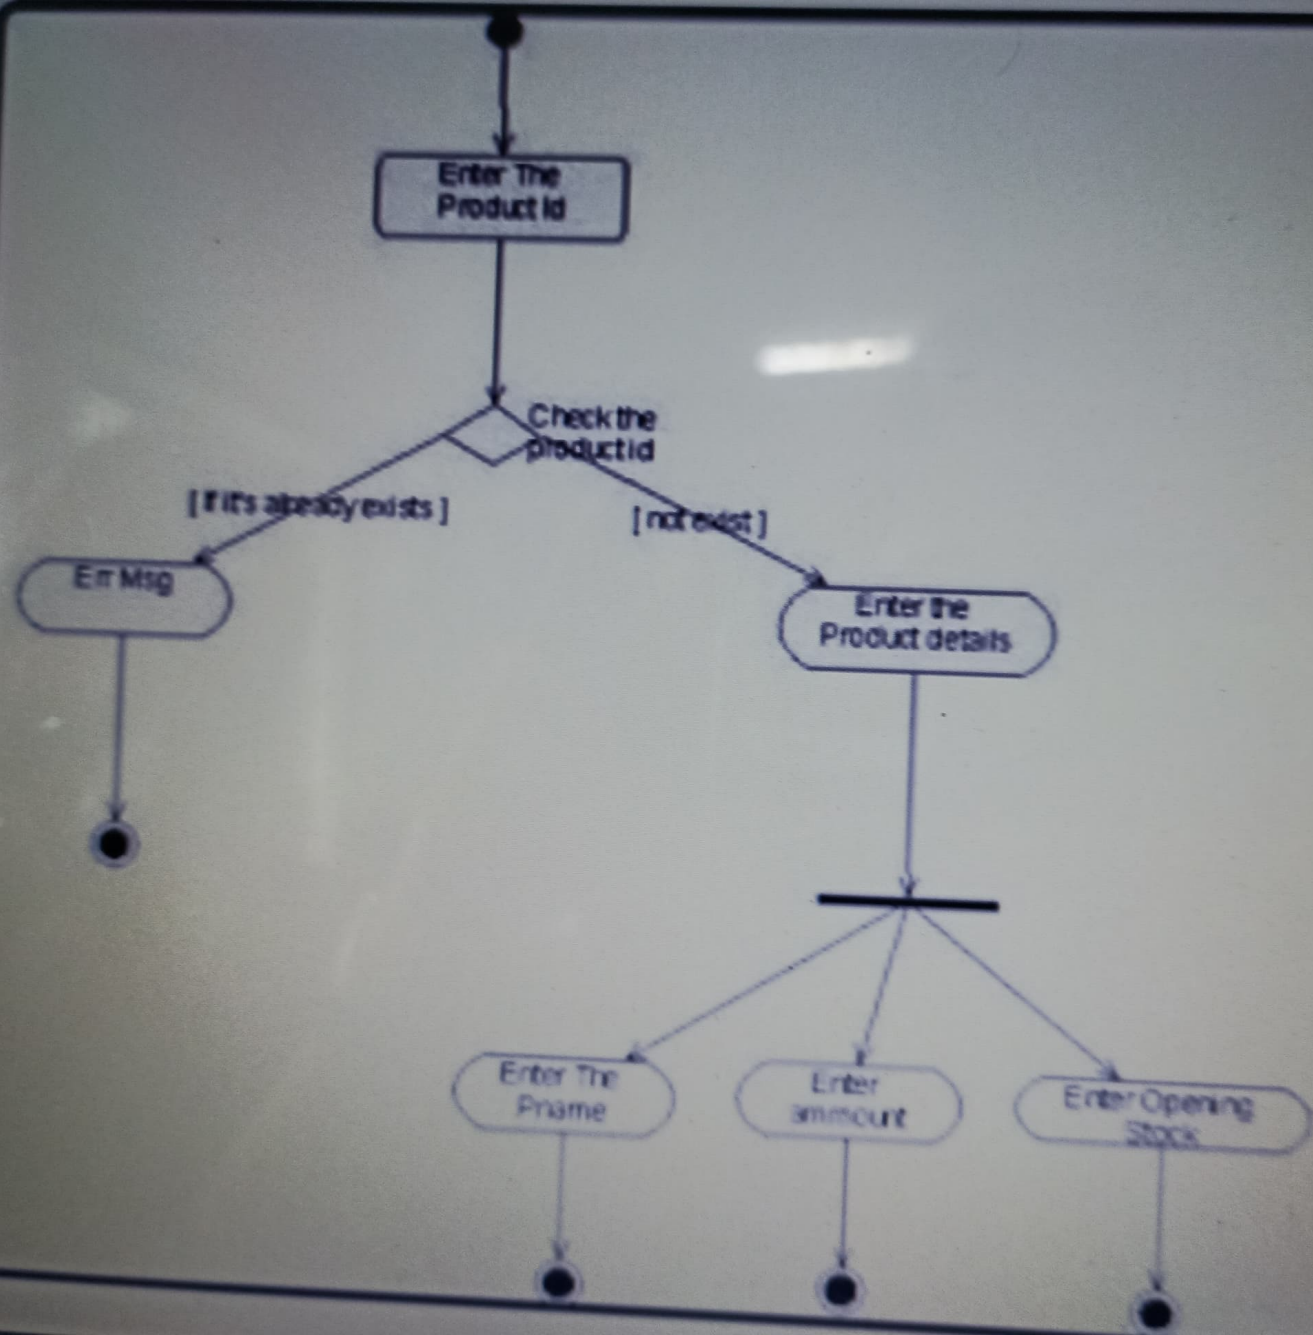 Enter The
Product Id
Check the
product id
[ If it's already exists ]
[ not exist ]
Err Msg
Enter the
Product details
Enter The
Pname
Enter
ammount
Enter Opening
Stock